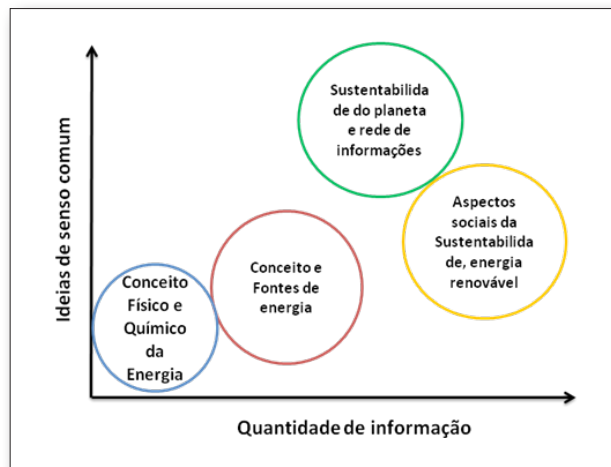 Ideias de senso comum
Sustentabilida
de do planeta
e rede de
informações
Aspectos
sociais da
Sustentabilida
de, energia
renovável
Conceito e
Fontes de
energia
Conceito
Físico e
Químico
da
Energia
Quantidade de informação